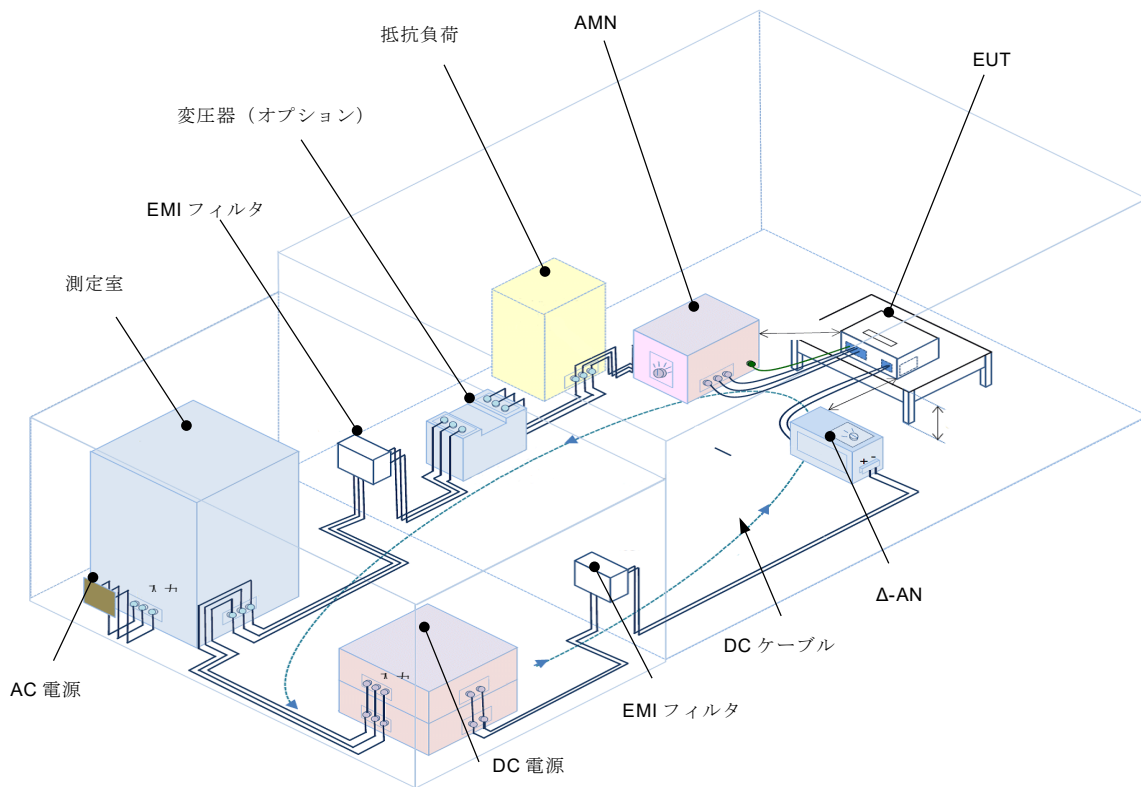 AMN
抵抗負荷
EUT
変圧器（オプション）
EMI フィルタ
測定室
+ -
Δ-AN
DC ケーブル
AC 電源
EMI フィルタ
DC 電源